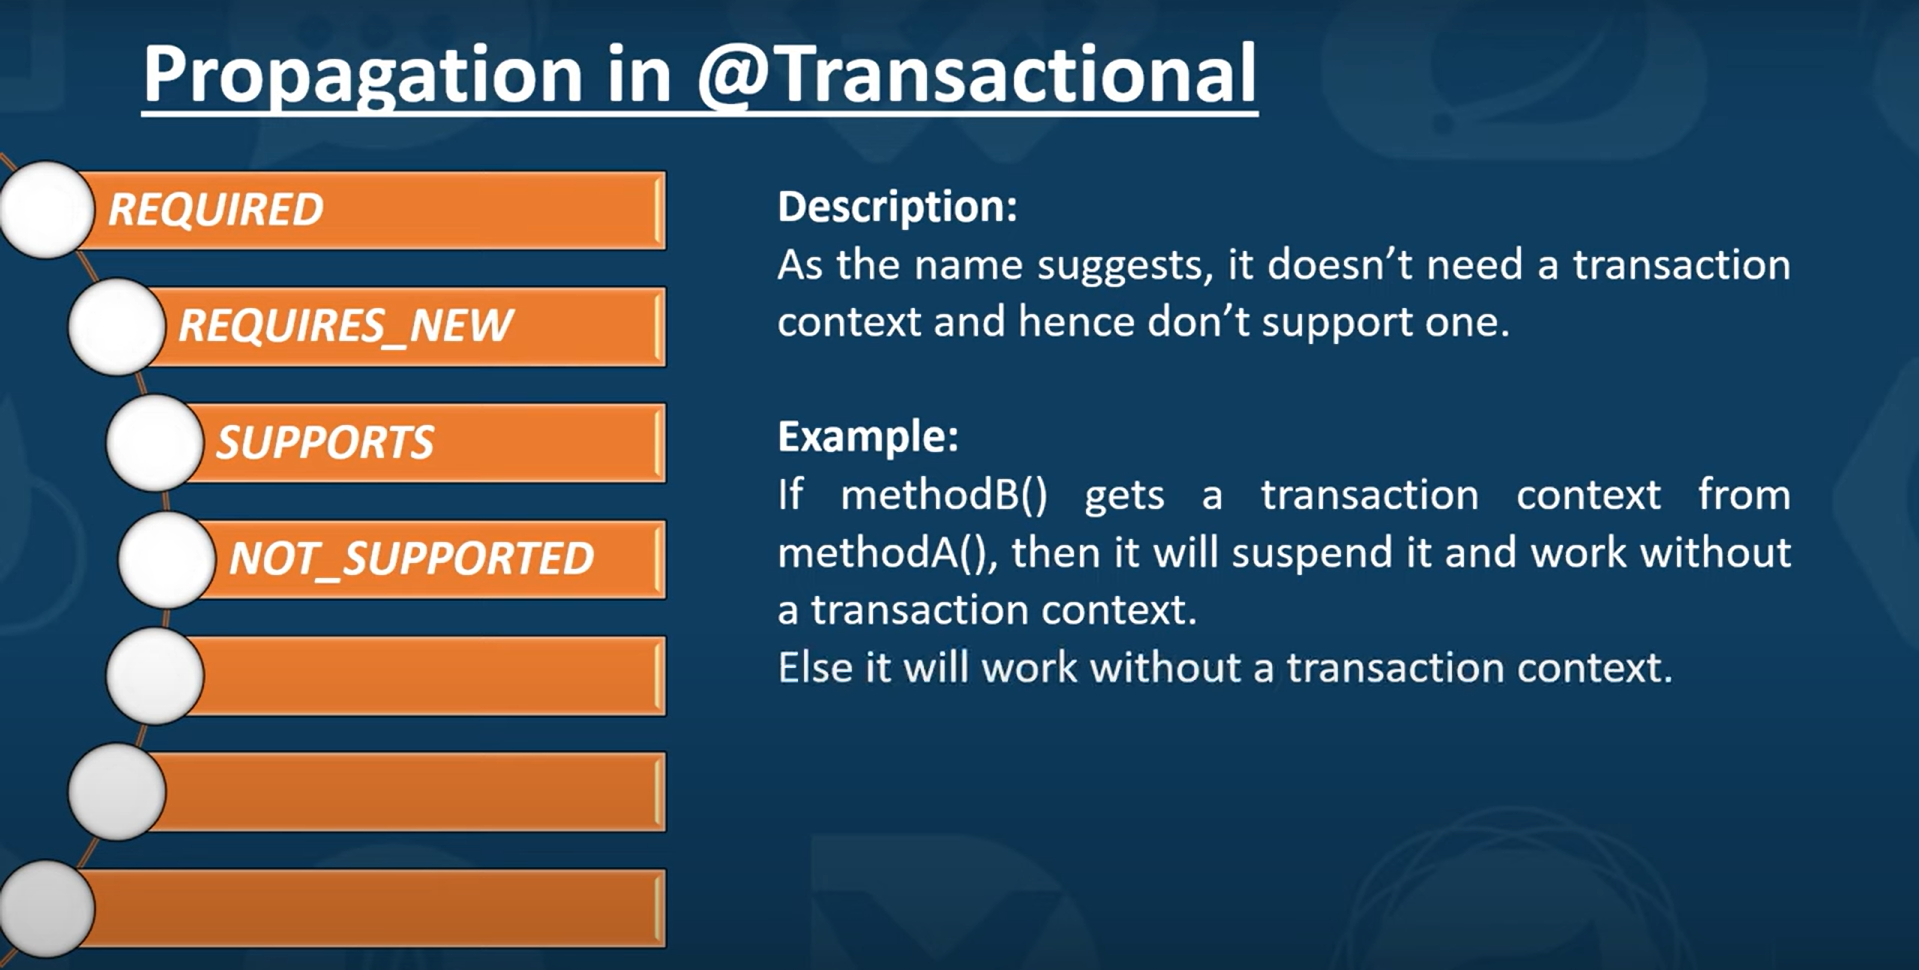 Propagation in @Transactional
REQUIRED
REQUIRES_NEW
SUPPORTS
NOT_SUPPORTED
Description:
As the name suggests, it doesn’t need a transaction
context and hence don’t support one.
Example:
If methodB() gets a transaction context from
methodA(), then it will suspend it and work without
a transaction context.
Else it will work without a transaction context.